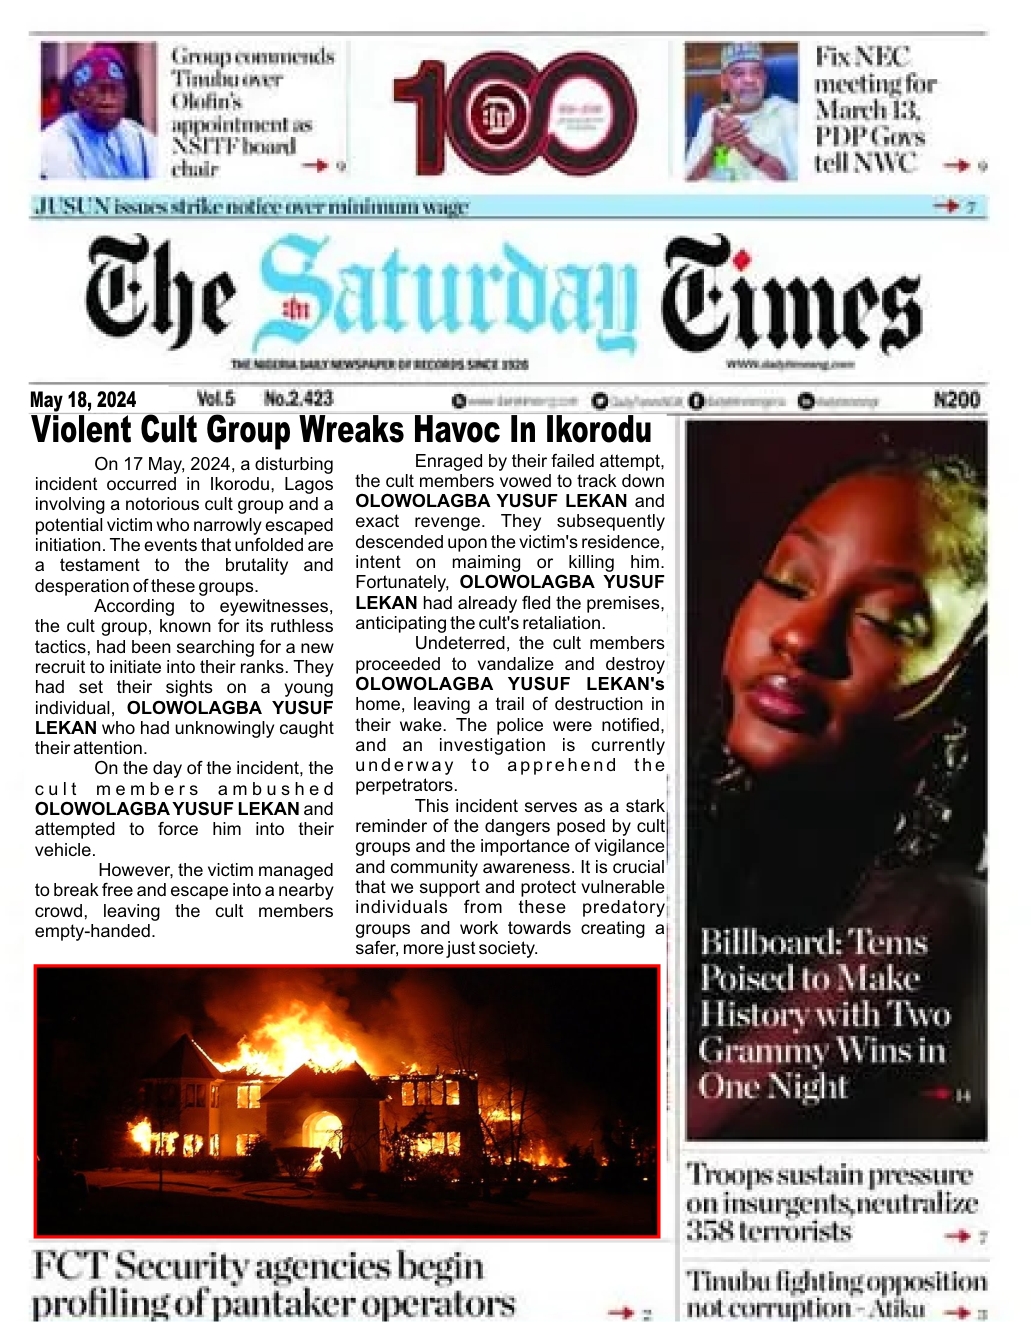 Group commends
Tinubu over
Olofin's
appointment as
NSITF board
chair
9
100
Fix NEC
meeting for
March 13,
PDP Govs
tell NWC
9
JUSUN issues strike notice over minimum wage
7
The Saturday Times
THE NIGERIA DAILY NEWSPAPER OF RECORDS SINCE 1926
WWW.dailytimesng.com
May 18, 2024 Vol.5 No.2,423
N200
Violent Cult Group Wreaks Havoc In Ikorodu
On 17 May, 2024, a disturbing
incident occurred in Ikorodu, Lagos
involving a notorious cult group and a
potential victim who narrowly escaped
initiation. The events that unfolded are
a testament to the brutality and
desperation of these groups.
According to eyewitnesses,
the cult group, known for its ruthless
tactics, had been searching for a new
recruit to initiate into their ranks. They
had set their sights on a young
individual, OLOWOLAGBA YUSUF
LEKAN who had unknowingly caught
their attention.
On the day of the incident, the
cult members ambushed
OLOWOLAGBA YUSUF LEKAN and
attempted to force him into their
vehicle.
However, the victim managed
to break free and escape into a nearby
crowd, leaving the cult members
empty-handed.
Enraged by their failed attempt,
the cult members vowed to track down
OLOWOLAGBA YUSUF LEKAN and
exact revenge. They subsequently
descended upon the victim's residence,
intent on maiming or killing him.
Fortunately, OLOWOLAGBA YUSUF
LEKAN had already fled the premises,
anticipating the cult's retaliation.
Undeterred, the cult members
proceeded to vandalize and destroy
OLOWOLAGBA YUSUF LEKAN's
home, leaving a trail of destruction in
their wake. The police were notified,
and an investigation is currently
underway to apprehend the
perpetrators.
This incident serves as a stark
reminder of the dangers posed by cult
groups and the importance of vigilance
and community awareness. It is crucial
that we support and protect vulnerable
individuals from these predatory
groups and work towards creating a
safer, more just society.
Billboard: Tems
Poised to Make
History with Two
Grammy Wins in
One Night
14
Troops sustain pressure
on insurgents,neutralize
358 terrorists
7
FCT Security agencies begin
profiling of pantaker operators
2
Tinubu fighting opposition
not corruption - Atiku
3